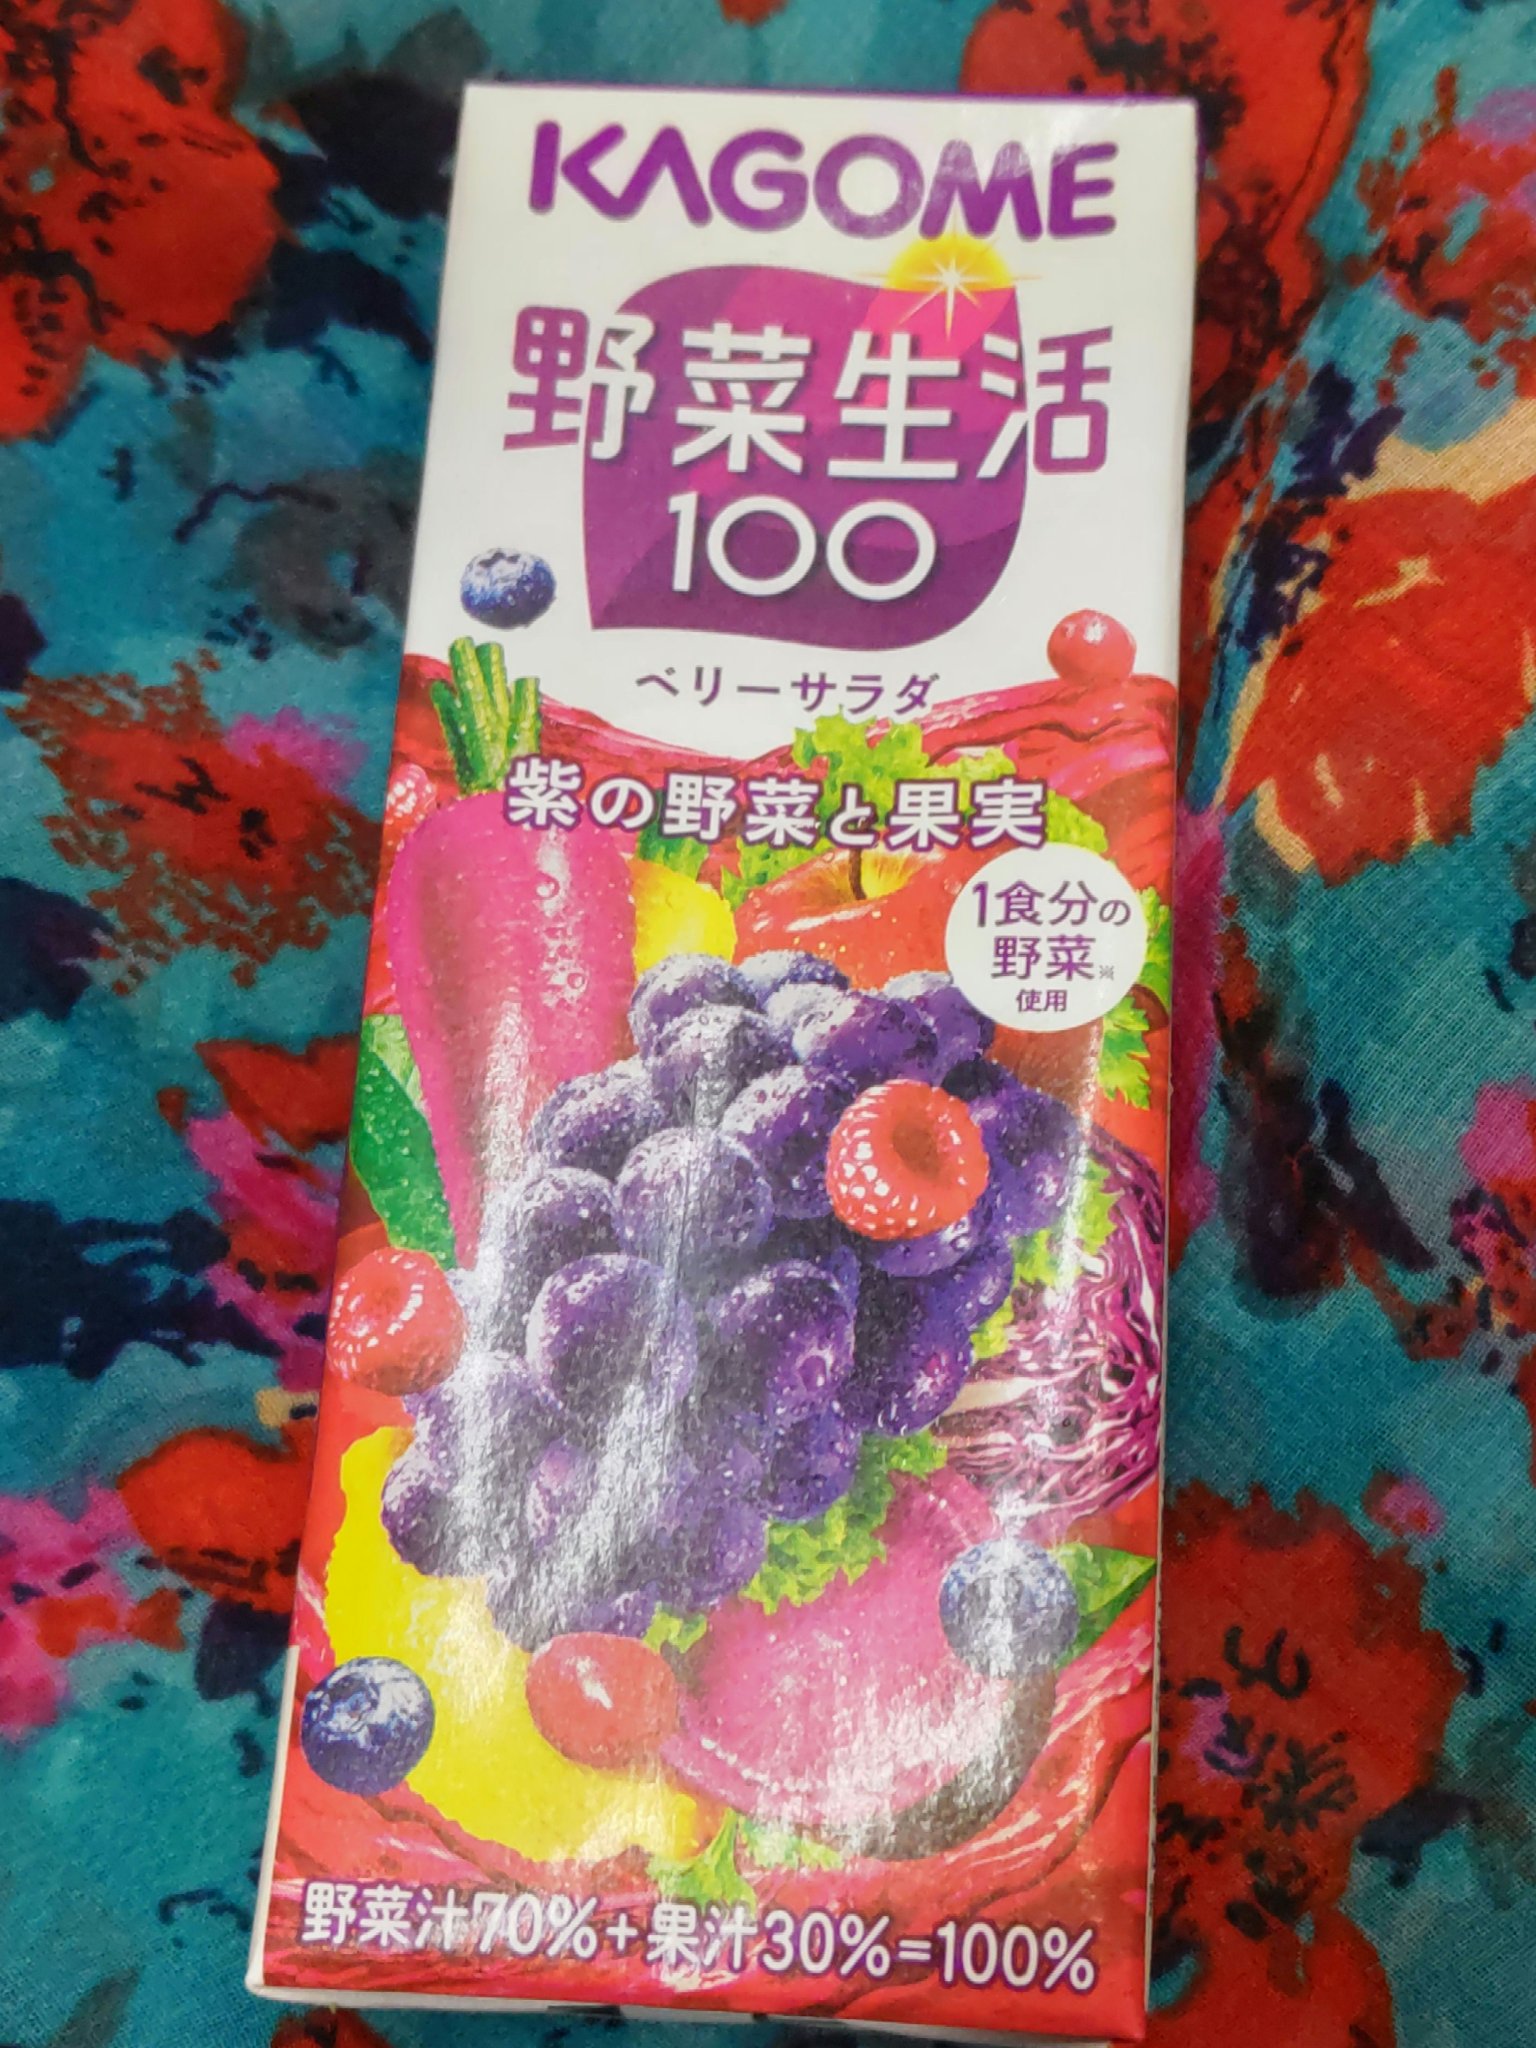 KAGOME
野菜生活
100
ベリーサラダ
紫の野菜と果実
1食分の
野菜※
使用
野菜汁70%+果汁30%=100%